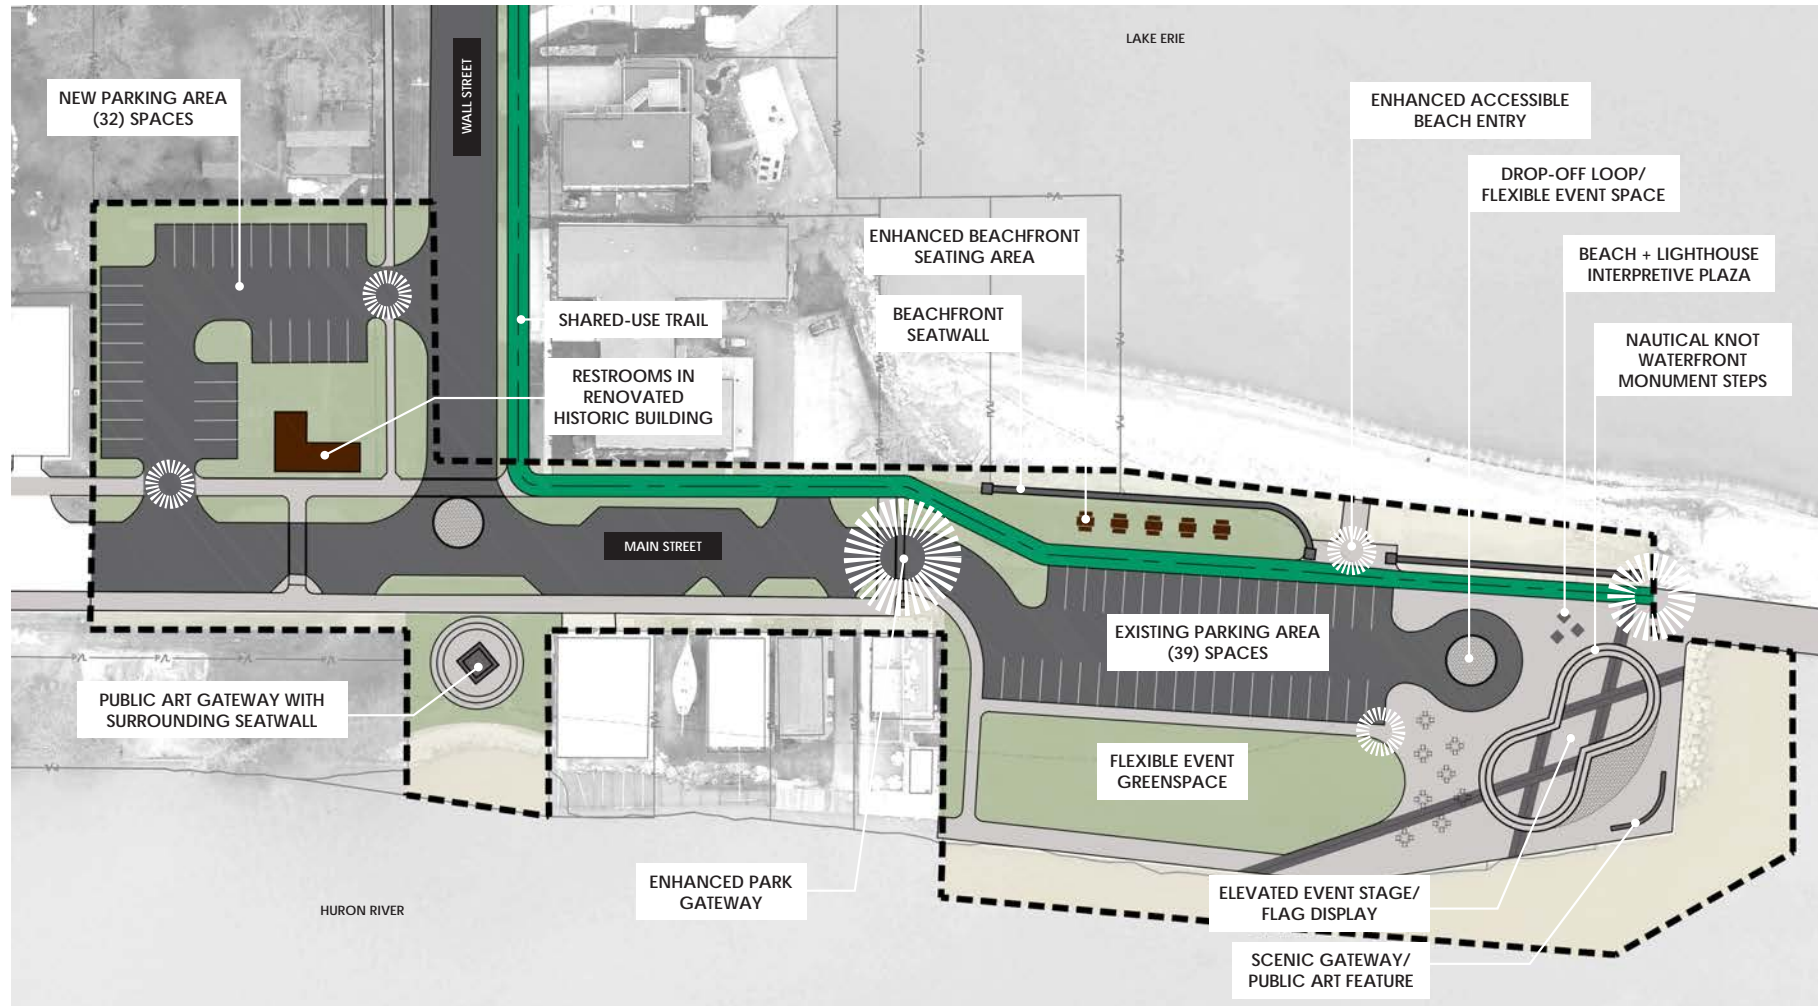 LAKE ERIE
WALL STREET
NEW PARKING AREA
(32) SPACES
ENHANCED ACCESSIBLE
BEACH ENTRY
DROP-OFF LOOP/
FLEXIBLE EVENT SPACE
ENHANCED BEACHFRONT
SEATING AREA
BEACH + LIGHTHOUSE
INTERPRETIVE PLAZA
SHARED-USE TRAIL
BEACHFRONT
SEATWALL
NAUTICAL KNOT
WATERFRONT
MONUMENT STEPS
RESTROOMS IN
RENOVATED
HISTORIC BUILDING
MAIN STREET
EXISTING PARKING AREA
(39) SPACES
PUBLIC ART GATEWAY WITH
SURROUNDING SEATWALL
FLEXIBLE EVENT
GREENSPACE
ENHANCED PARK
GATEWAY
HURON RIVER
ELEVATED EVENT STAGE/
FLAG DISPLAY
SCENIC GATEWAY/
PUBLIC ART FEATURE